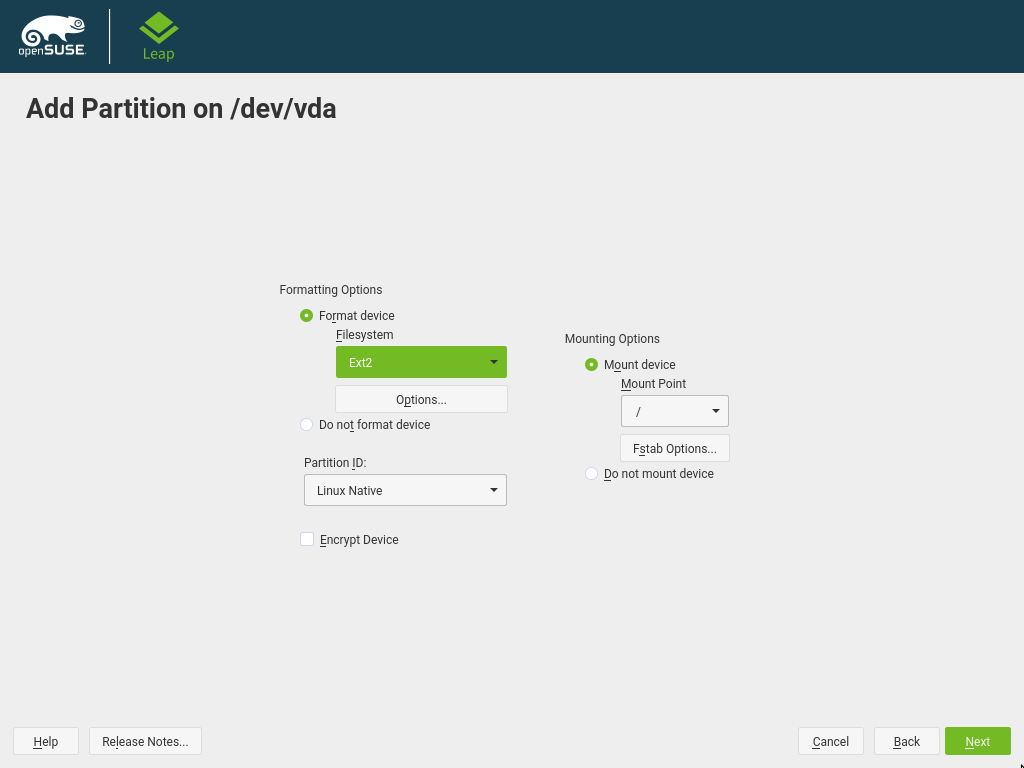 openSUSE
Leap
Add Partition on /dev/vda
Formatting Options
Format device
Filesystem
Ext2
Options...
Do not format device
Partition ID:
Linux Native
Encrypt Device
Mounting Options
Mount device
Mount Point
/
Fstab Options...
Do not mount device
Help
Release Notes...
Cancel
Back
Next